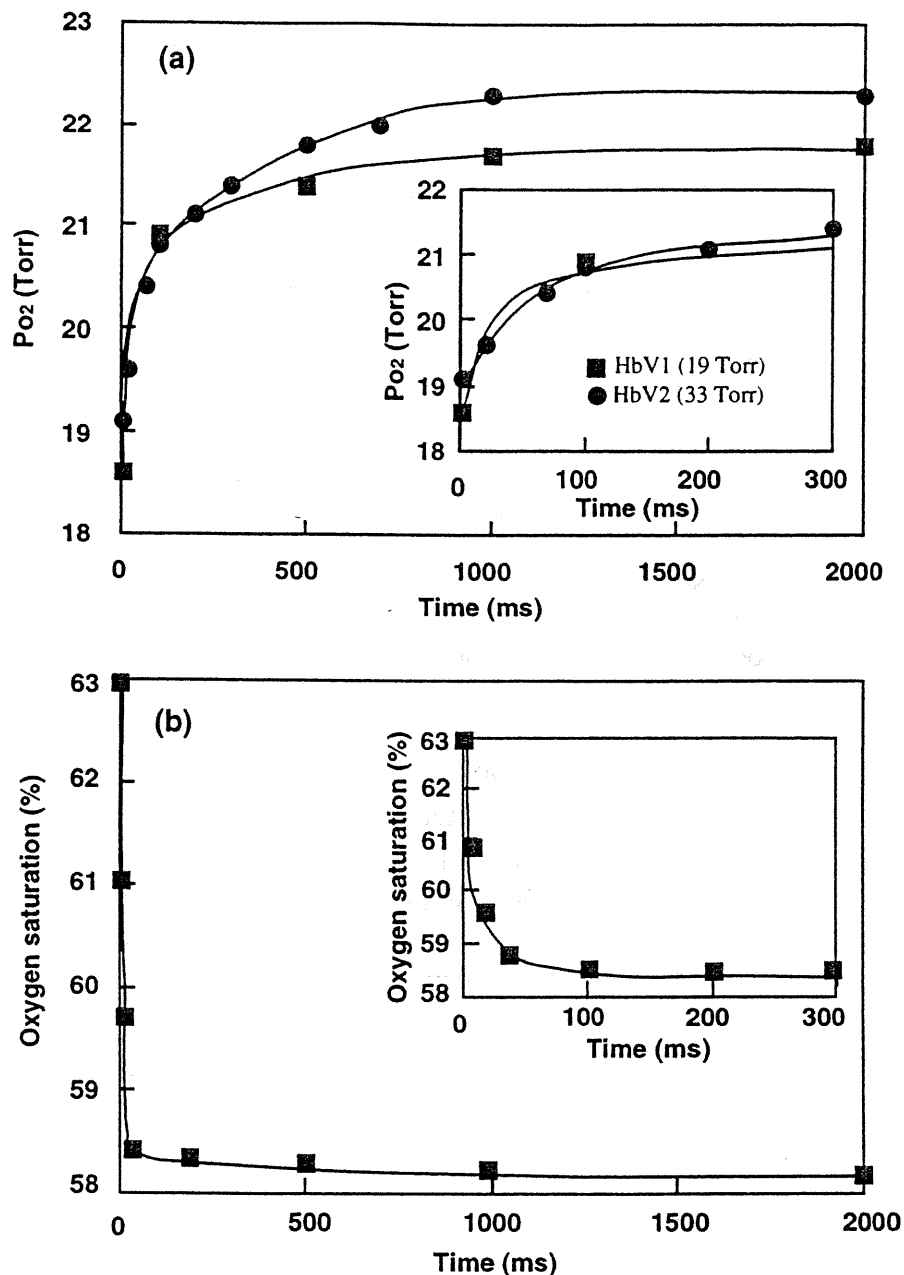 (a)
23
22
21
20
19
18
Po2 (Torr)
0 500 1000 1500 2000
Time (ms)
22
21
20
19
18
Po2 (Torr)
HbV1 (19 Torr)
HbV2 (33 Torr)
0 100 200 300
Time (ms)
(b)
63
62
61
60
59
58
Oxygen saturation (%)
0 500 1000 1500 2000
Time (ms)
63
62
61
60
59
58
Oxygen saturation (%)
0 100 200 300
Time (ms)